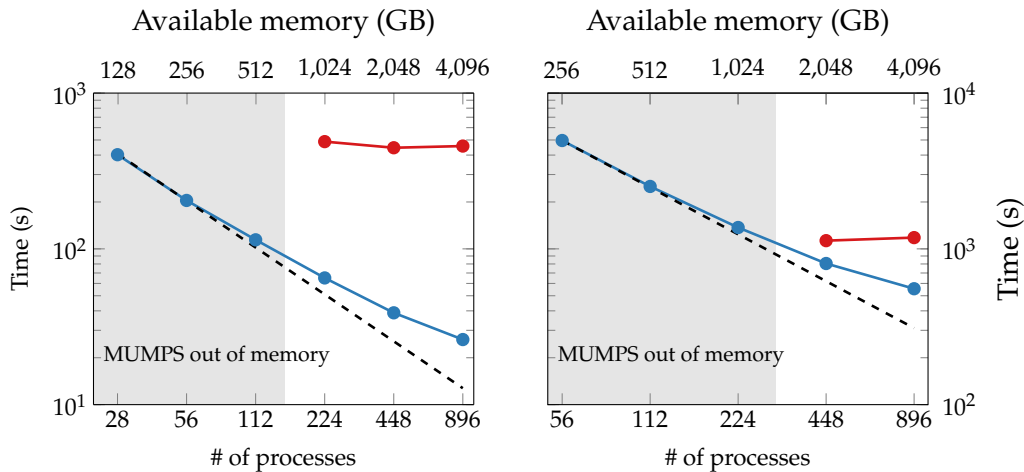 Available memory (GB)
128 256 512 1,024 2,048 4,096
10^3
10^2
10^1
Time (s)
MUMPS out of memory
28 56 112 224 448 896
# of processes
Available memory (GB)
256 512 1,024 2,048 4,096
10^4
10^3
10^2
Time (s)
MUMPS out of memory
56 112 224 448 896
# of processes